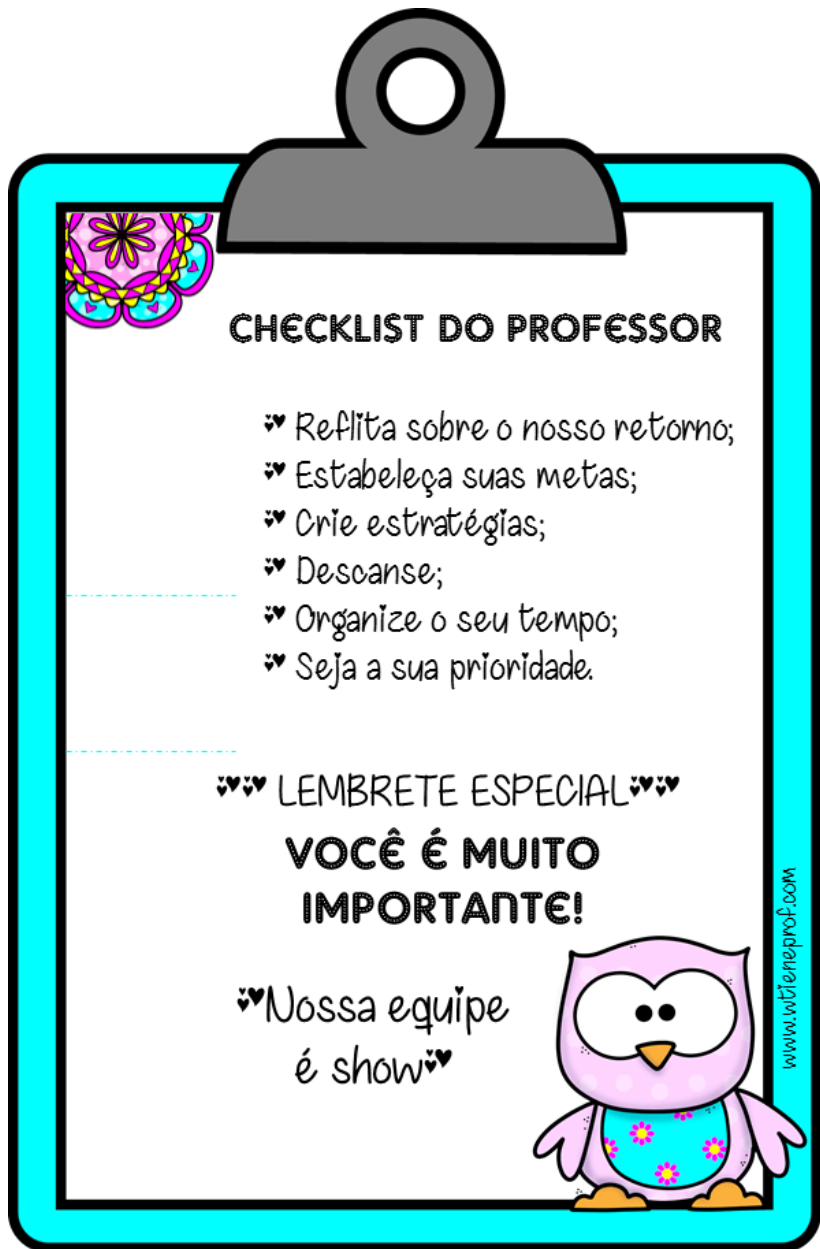 CHECKLIST DO PROFESSOR
Reflita sobre o nosso retorno;
Estabeleça suas metas;
Crie estratégias;
Descanse;
Organize o seu tempo;
Seja a sua prioridade.
LEMBRETE ESPECIAL
VOCÊ É MUITO
IMPORTANTE!
Nossa equipe
é show
www.wtieneprof.com